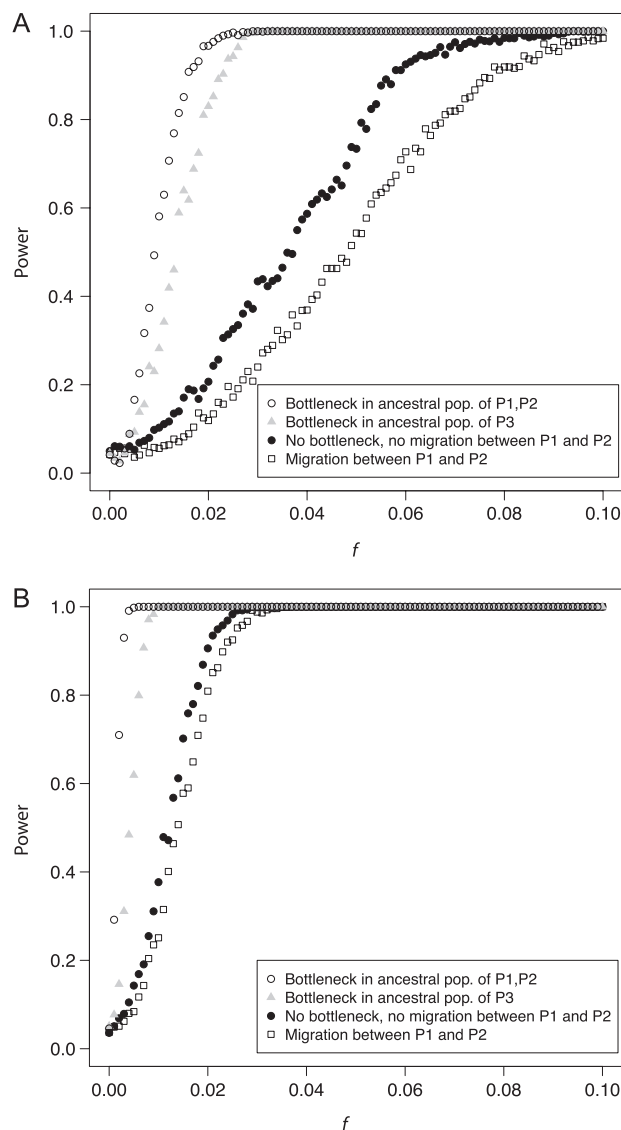 A
1.0
0.8
0.6
0.4
0.2
0.0
Power
Bottleneck in ancestral pop. of P1,P2
Bottleneck in ancestral pop. of P3
No bottleneck, no migration between P1 and P2
Migration between P1 and P2
0.00 0.02 0.04 0.06 0.08 0.10
f
B
1.0
0.8
0.6
0.4
0.2
0.0
Power
Bottleneck in ancestral pop. of P1,P2
Bottleneck in ancestral pop. of P3
No bottleneck, no migration between P1 and P2
Migration between P1 and P2
0.00 0.02 0.04 0.06 0.08 0.10
f